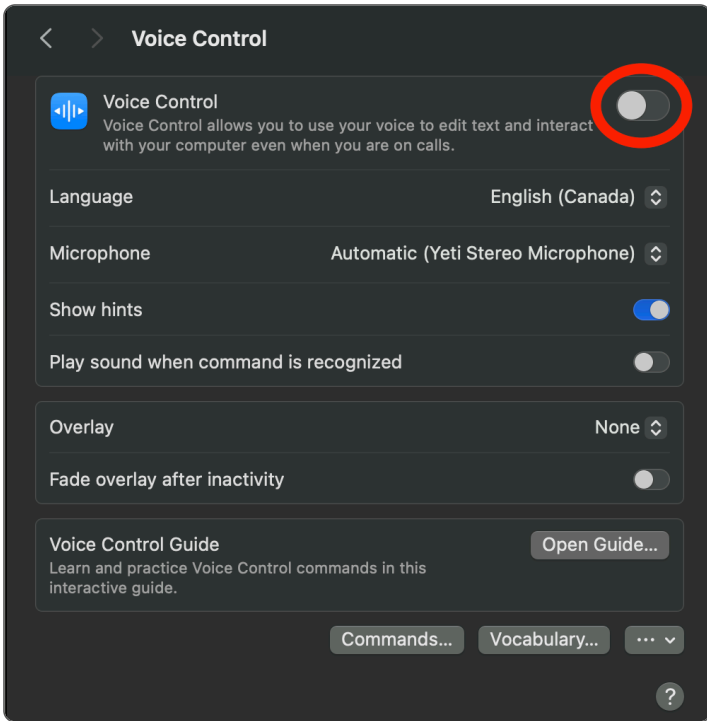 Voice Control
Voice Control
Voice Control allows you to use your voice to edit text and interact
with your computer even when you are on calls.
Language English (Canada)
Microphone Automatic (Yeti Stereo Microphone)
Show hints
Play sound when command is recognized
Overlay None
Fade overlay after inactivity
Voice Control Guide Open Guide...
Learn and practice Voice Control commands in this
interactive guide.
Commands... Vocabulary... ...
?